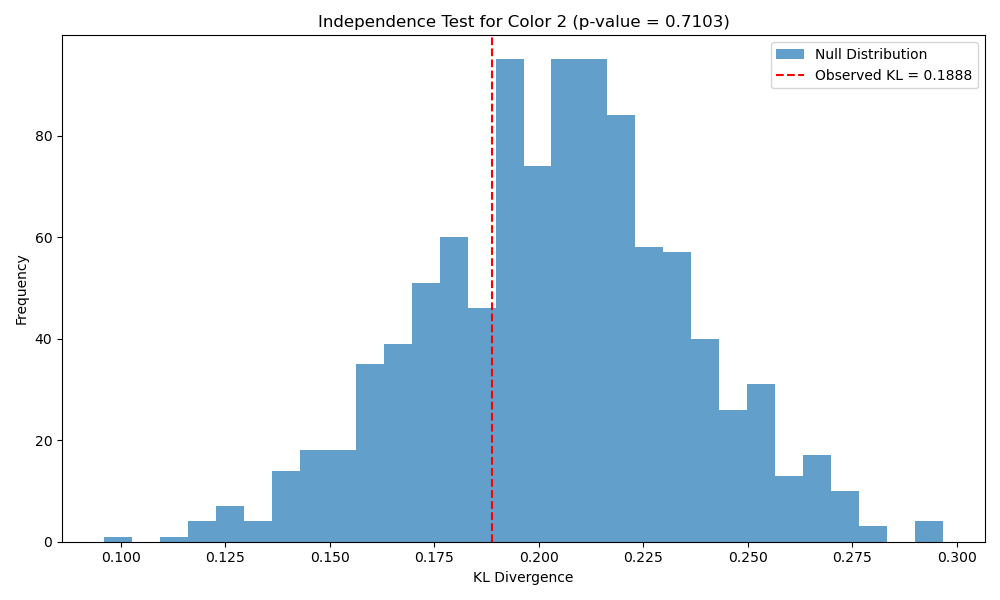 Independence Test for Color 2 (p-value = 0.7103)
Null Distribution
Observed KL = 0.1888
Frequency
80
60
40
20
0
0.100 0.125 0.150 0.175 0.200 0.225 0.250 0.275 0.300
KL Divergence